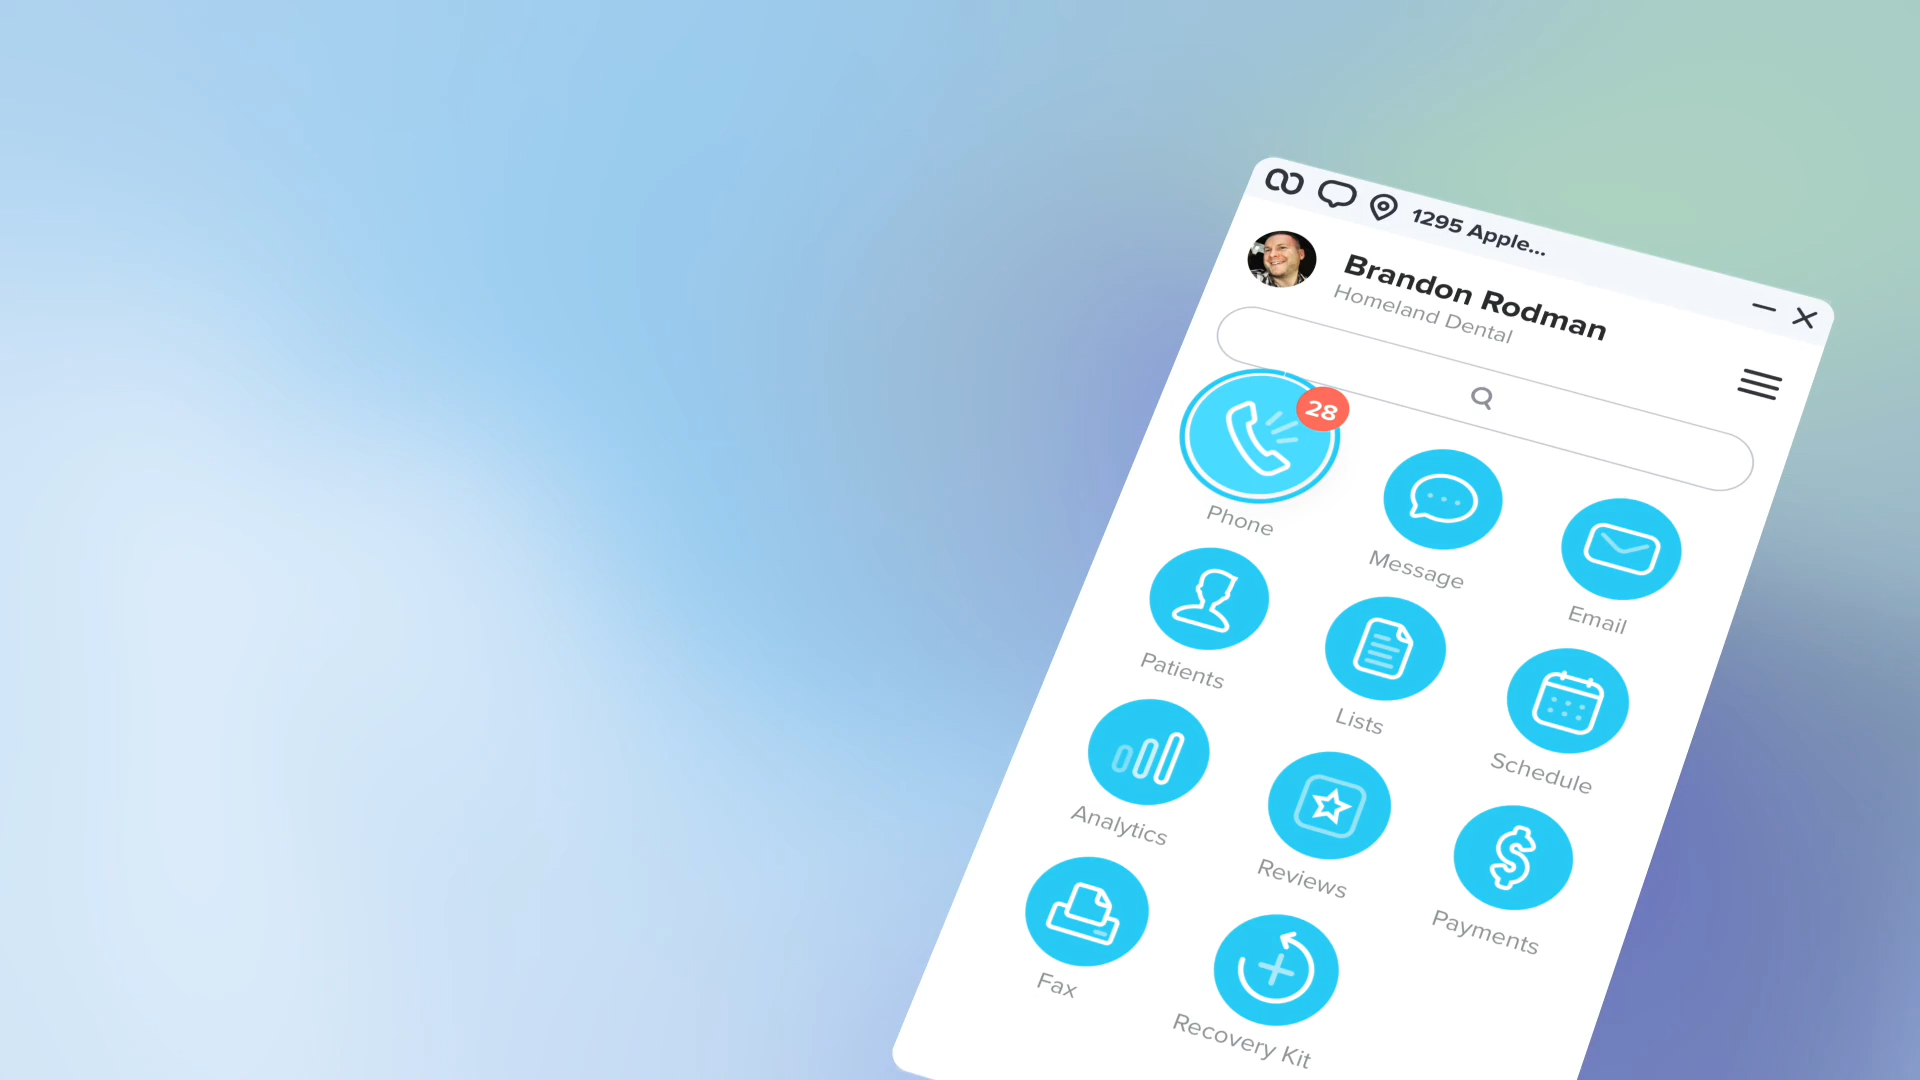 1295 Apple...
Brandon Rodman
Homeland Dental
28
Phone
Message
Email
Patients
Lists
Schedule
Analytics
Reviews
Payments
Fax
Recovery Kit